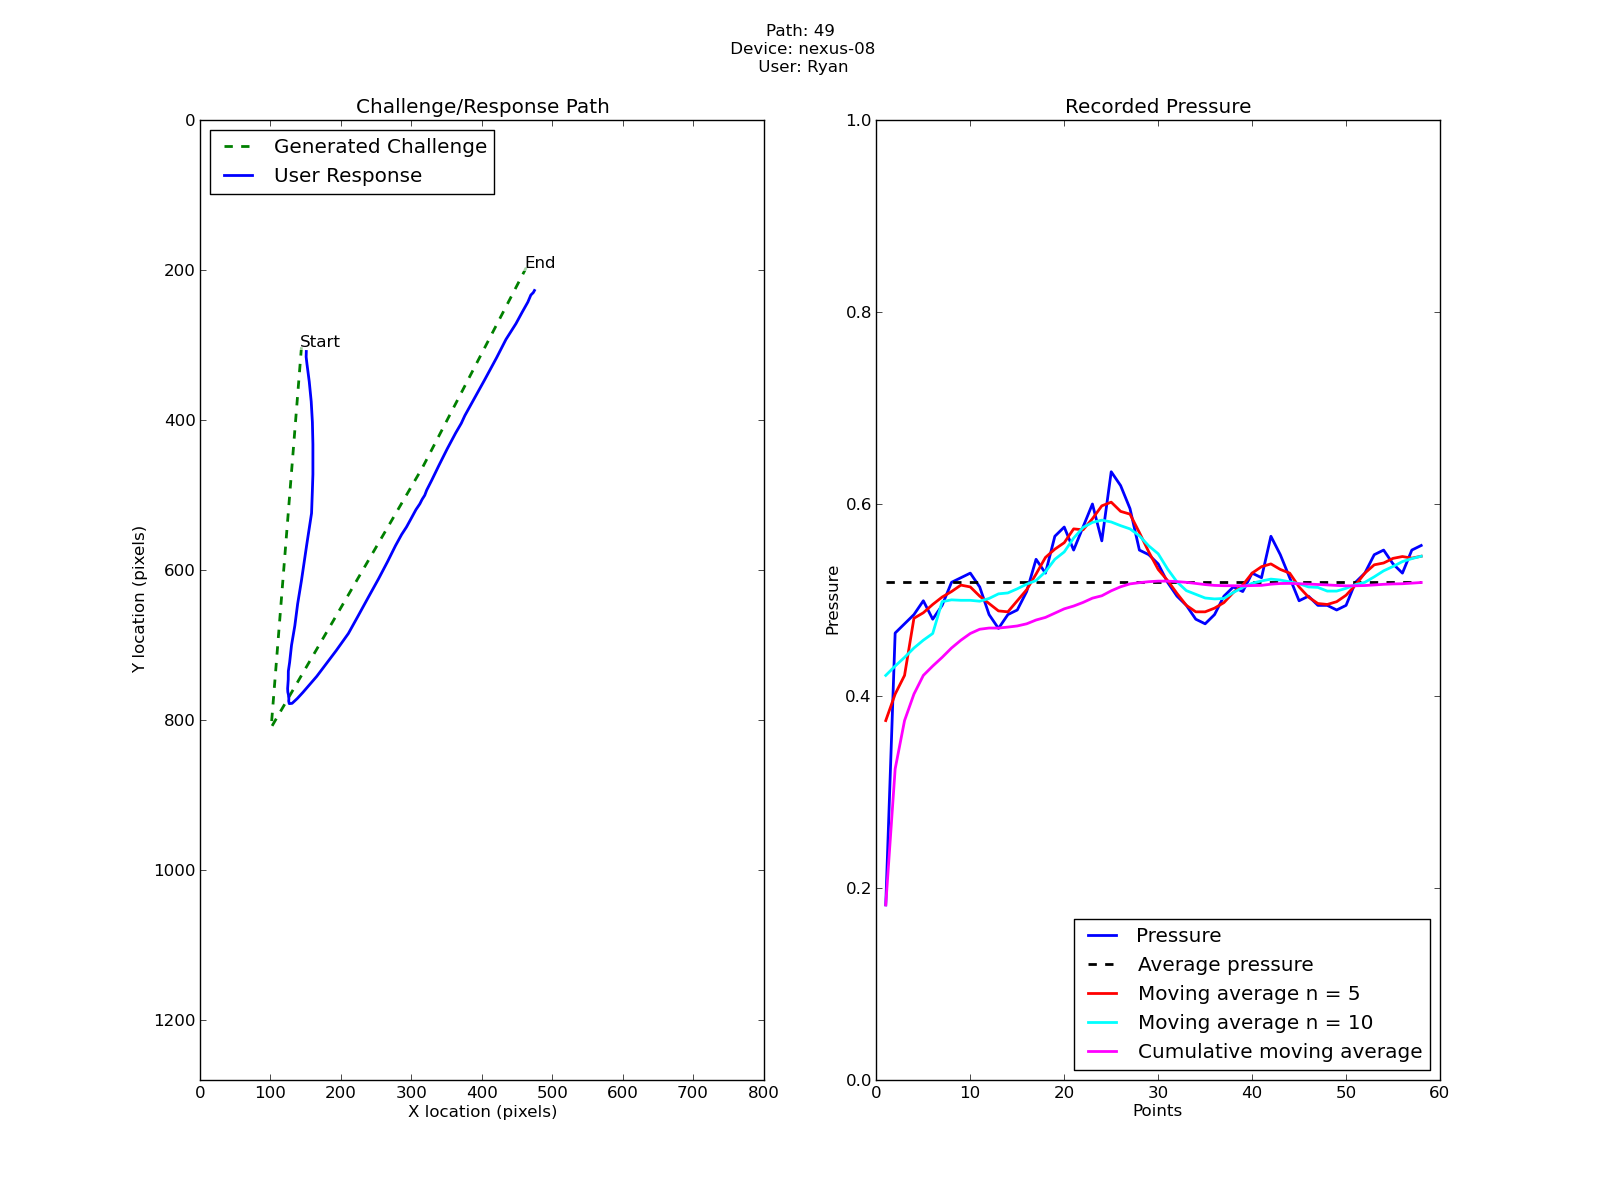 Path: 49
Device: nexus-08
User: Ryan
Challenge/Response Path
Generated Challenge
User Response
Start
End
0
200
400
600
800
1000
1200
Y location (pixels)
0 100 200 300 400 500 600 700 800
X location (pixels)
Recorded Pressure
1.0
0.8
0.6
0.4
0.2
0.0
Pressure
Pressure
Average pressure
Moving average n = 5
Moving average n = 10
Cumulative moving average
0 10 20 30 40 50 60
Points